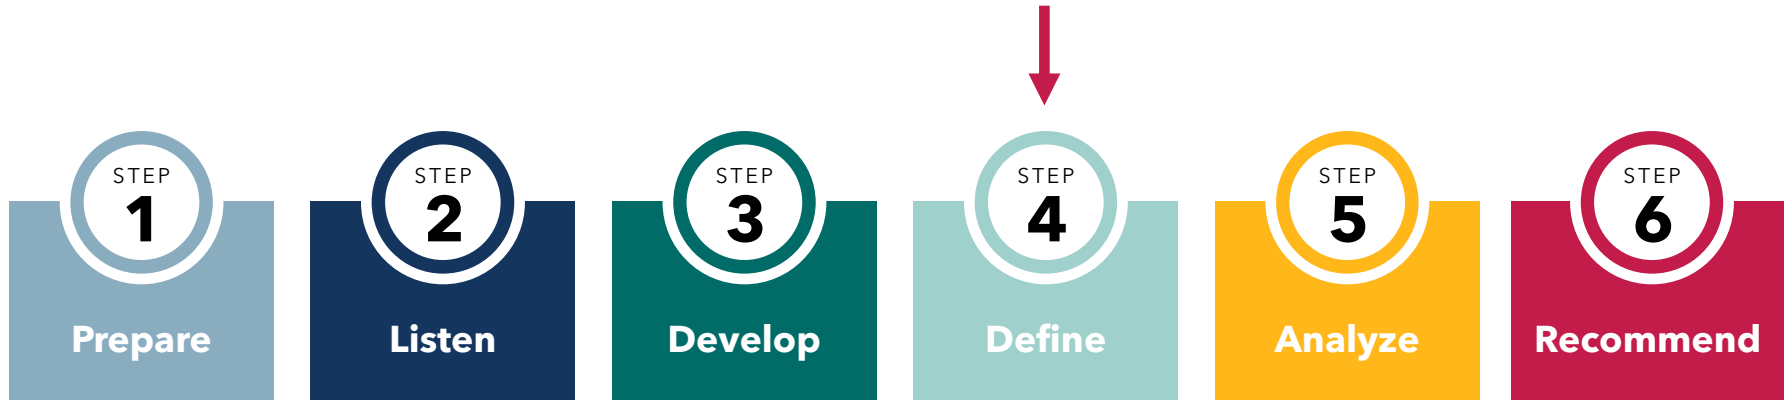 STEP
1
Prepare
STEP
2
Listen
STEP
3
Develop
STEP
4
Define
STEP
5
Analyze
STEP
6
Recommend